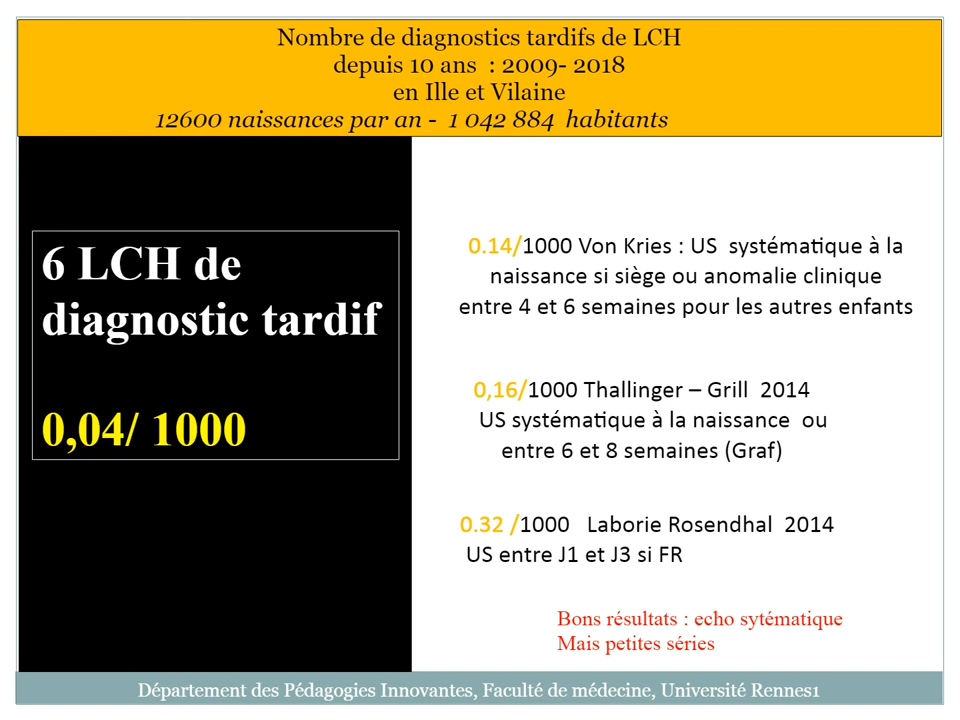 Nombre de diagnostics tardifs de LCH
depuis 10 ans : 2009- 2018
en Ille et Vilaine
12600 naissances par an - 1 042 884 habitants
6 LCH de
diagnostic tardif
0,04/ 1000
0.14/1000 Von Kries : US systématique à la
naissance si siège ou anomalie clinique
entre 4 et 6 semaines pour les autres enfants
0,16/1000 Thallinger – Grill 2014
US systématique à la naissance ou
entre 6 et 8 semaines (Graf)
0.32 /1000 Laborie Rosendhal 2014
US entre J1 et J3 si FR
Bons résultats : echo sytématique
Mais petites séries
Département des Pédagogies Innovantes, Faculté de médecine, Université Rennes1